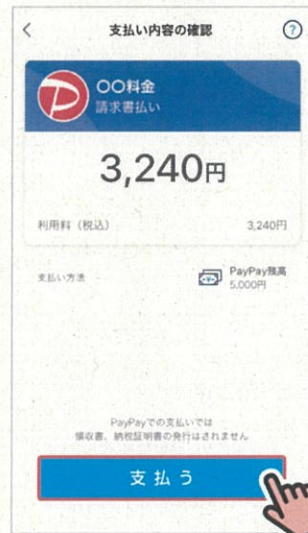 支払い内容の確認
?
〇〇料金
請求書払い
3,240円
利用料（税込） 3,240円
支払い方法 PayPay残高
5,000円
PayPayでの支払いでは
領収書、納税証明書の発行はされません
支払う